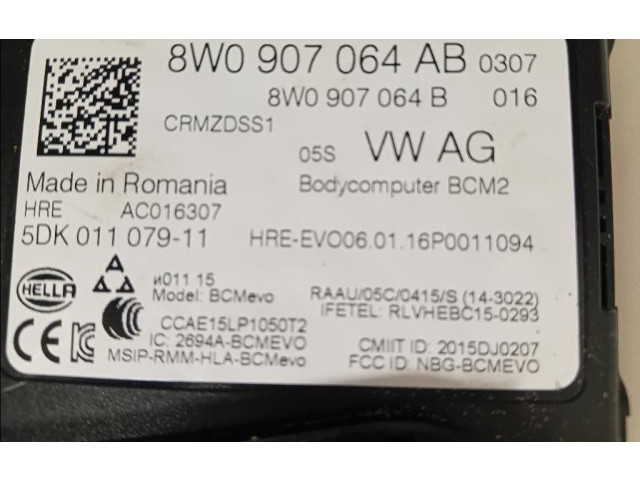 8W0 907 064 AB 0307
8W0 907 064 B 016
CRMZDSS1
05S VW AG
Made in Romania Bodycomputer BCM2
HRE AC016307
5DK 011 079-11 HRE-EVO06.01.16P0011094
HELLA
и011 15
Model: BCMevo
RAAU/05C/0415/S (14-3022)
IFETEL: RLVHEBC15-0293
CCAE15LP1050T2
IC: 2694A-BCMEVO
MSIP-RMM-HLA-BCMevo
CMIIT ID: 2015DJ0207
FCC ID: NBG-BCMEVO
CE